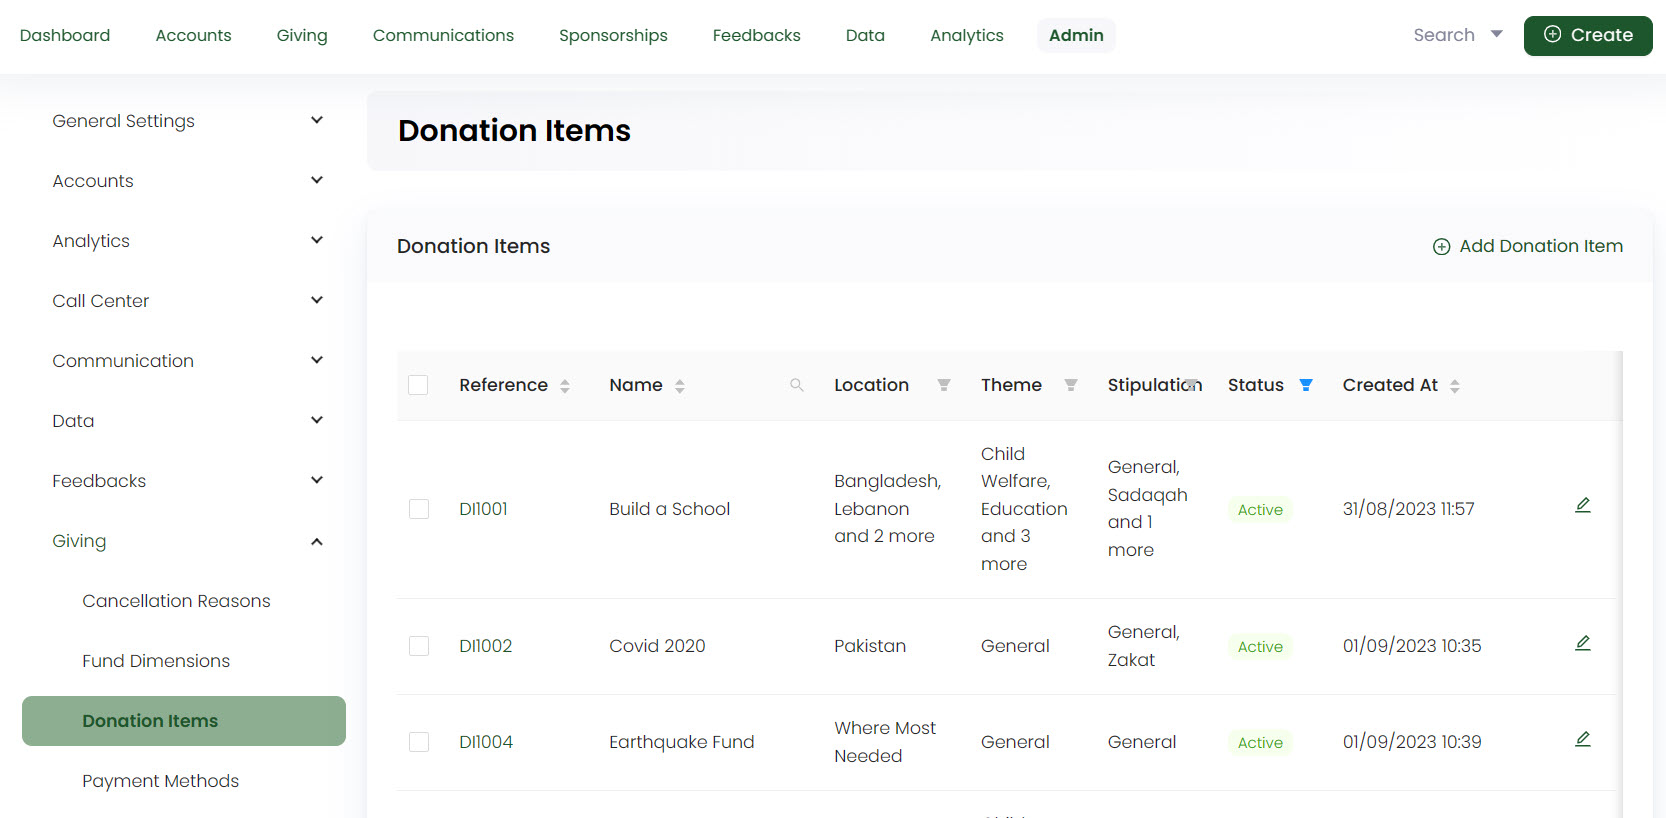 Dashboard Accounts Giving Communications Sponsorships Feedbacks Data Analytics Admin Search Create
General Settings
Accounts
Analytics
Call Center
Communication
Data
Feedbacks
Giving
Cancellation Reasons
Fund Dimensions
Donation Items
Payment Methods
Donation Items
Donation Items Add Donation Item
Reference Name Location Theme Stipulation Status Created At
DI1001 Build a School
Bangladesh,
Lebanon
and 2 more
Child
Welfare,
Education
and 3
more
General,
Sadaqah
and 1
more
Active 31/08/2023 11:57
DI1002 Covid 2020 Pakistan General
General,
Zakat
Active 01/09/2023 10:35
DI1004 Earthquake Fund
Where Most
Needed
General General Active 01/09/2023 10:39